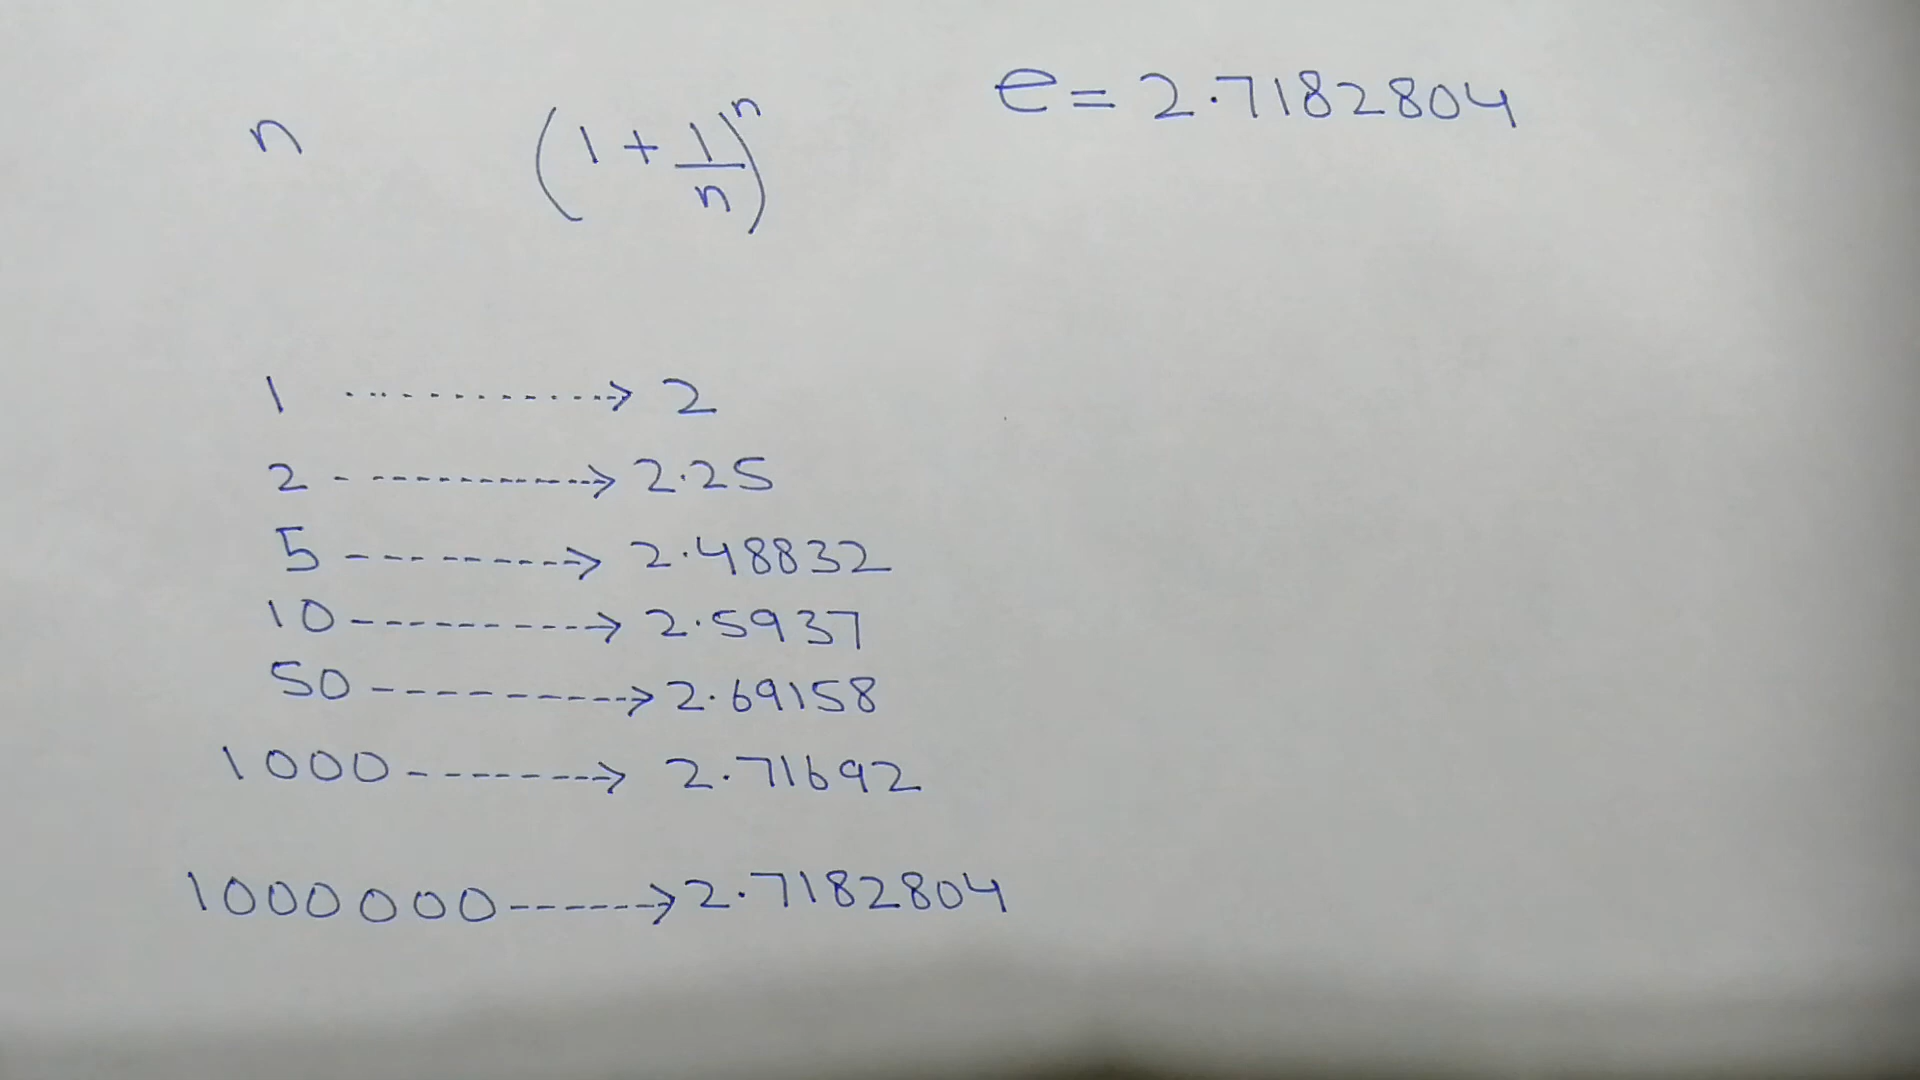 n (1 + 1/n)^n e = 2.7182804
1 ............→ 2
2 ------------→ 2.25
5 ---------→ 2.48832
10 ----------→ 2.5937
50 ----------→ 2.69158
1000 -------→ 2.71692
1000000 ------→ 2.7182804